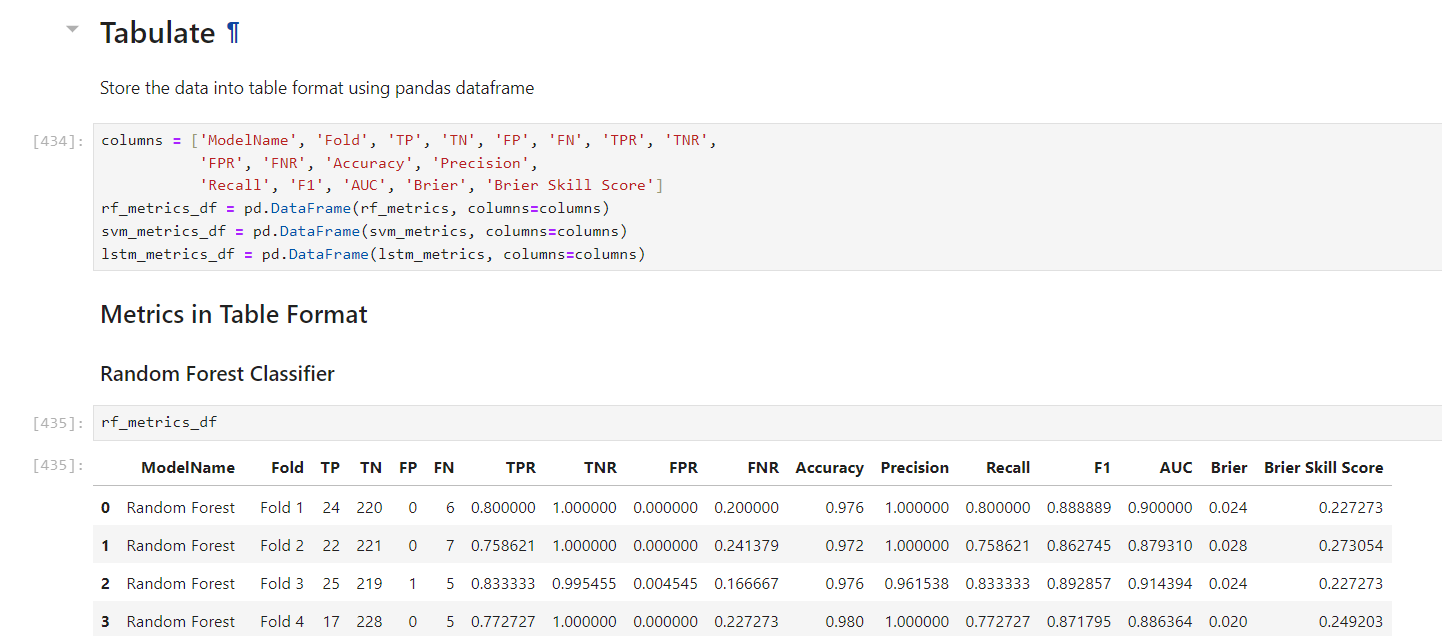 Tabulate ¶
Store the data into table format using pandas dataframe
[434]: columns = ['ModelName', 'Fold', 'TP', 'TN', 'FP', 'FN', 'TPR', 'TNR',
'FPR', 'FNR', 'Accuracy', 'Precision',
'Recall', 'F1', 'AUC', 'Brier', 'Brier Skill Score']
rf_metrics_df = pd.DataFrame(rf_metrics, columns=columns)
svm_metrics_df = pd.DataFrame(svm_metrics, columns=columns)
lstm_metrics_df = pd.DataFrame(lstm_metrics, columns=columns)
Metrics in Table Format
Random Forest Classifier
[435]: rf_metrics_df
[435]: ModelName Fold TP TN FP FN TPR TNR FPR FNR Accuracy Precision Recall F1 AUC Brier Brier Skill Score
0 Random Forest Fold 1 24 220 0 6 0.800000 1.000000 0.000000 0.200000 0.976 1.000000 0.800000 0.888889 0.900000 0.024 0.227273
1 Random Forest Fold 2 22 221 0 7 0.758621 1.000000 0.000000 0.241379 0.972 1.000000 0.758621 0.862745 0.879310 0.028 0.273054
2 Random Forest Fold 3 25 219 1 5 0.833333 0.995455 0.004545 0.166667 0.976 0.961538 0.833333 0.892857 0.914394 0.024 0.227273
3 Random Forest Fold 4 17 228 0 5 0.772727 1.000000 0.000000 0.227273 0.980 1.000000 0.772727 0.871795 0.886364 0.020 0.249203